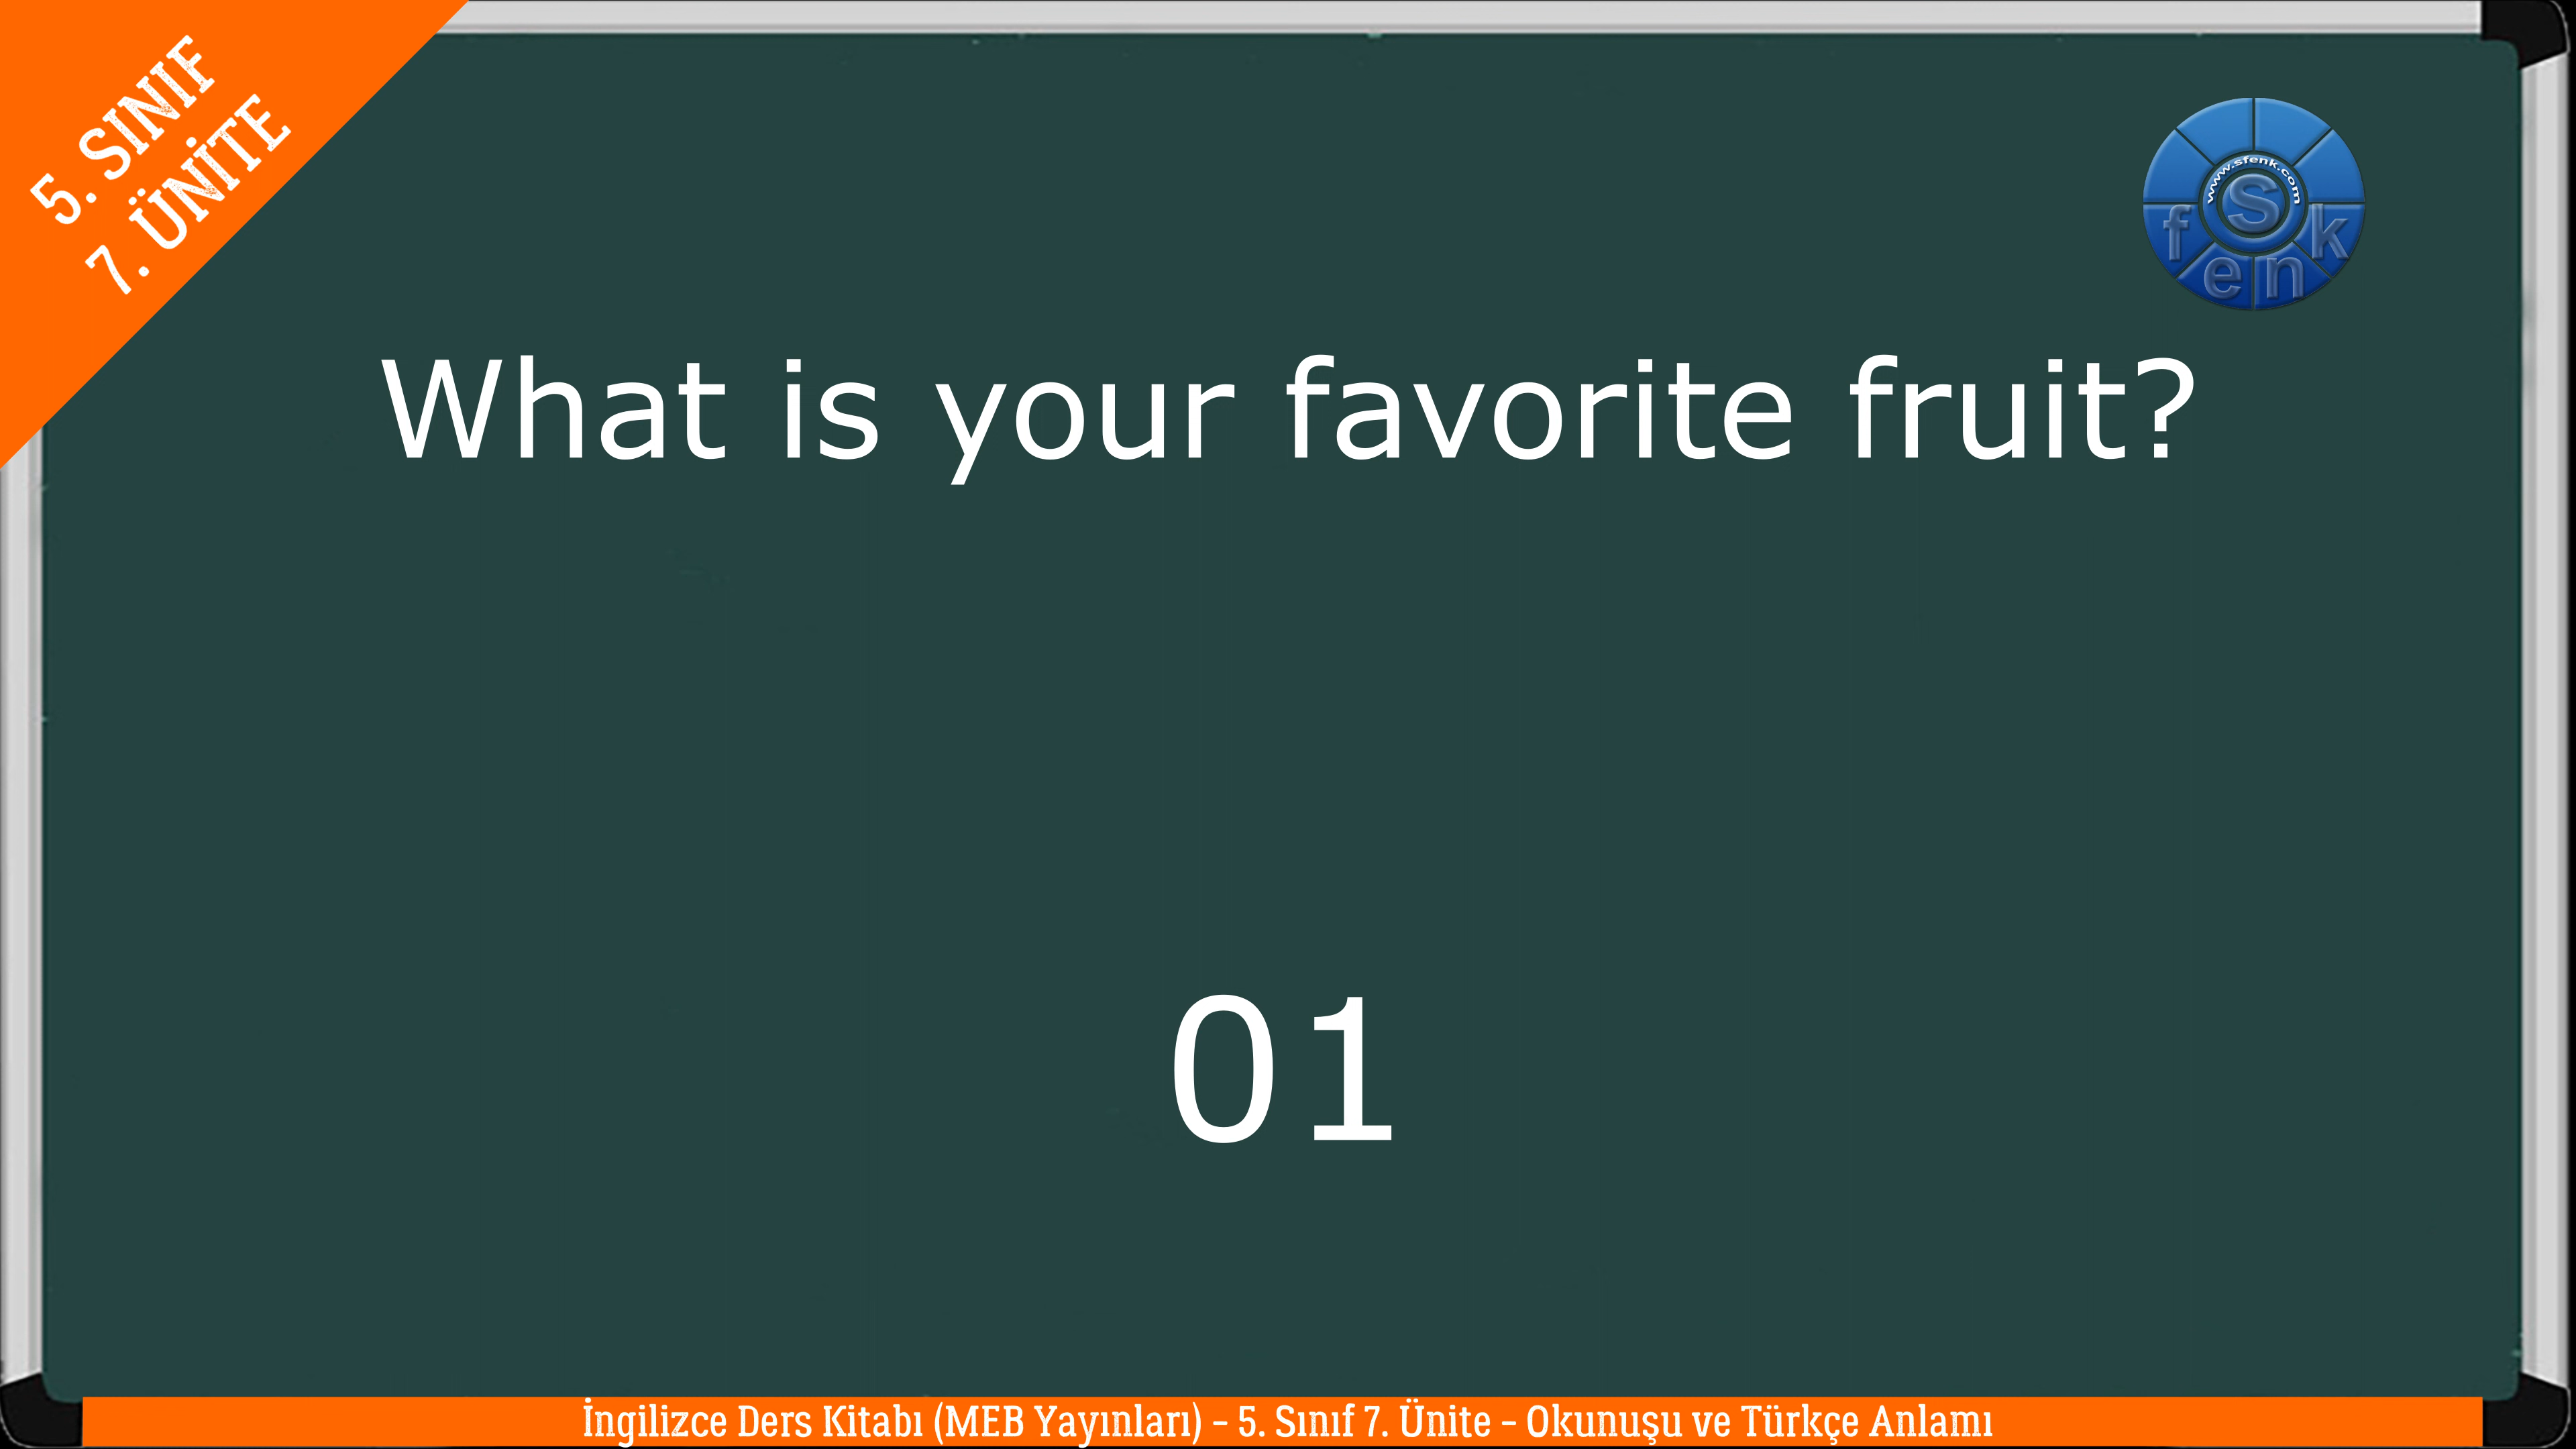 5. SINIF
7. ÜNİTE
www.sfenk.com
S
f e n k
What is your favorite fruit?
01
İngilizce Ders Kitabı (MEB Yayınları) – 5. Sınıf 7. Ünite – Okunuşu ve Türkçe Anlamı